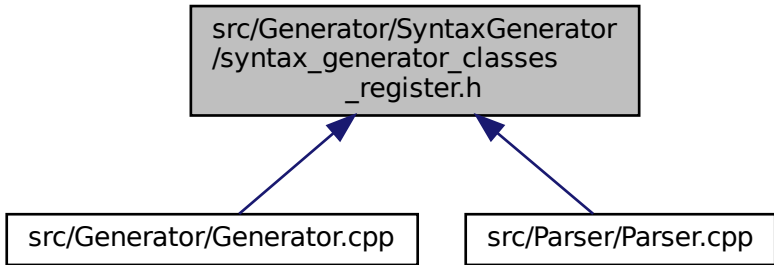 src/Generator/SyntaxGenerator
/syntax_generator_classes
_register.h
src/Generator/Generator.cpp
src/Parser/Parser.cpp